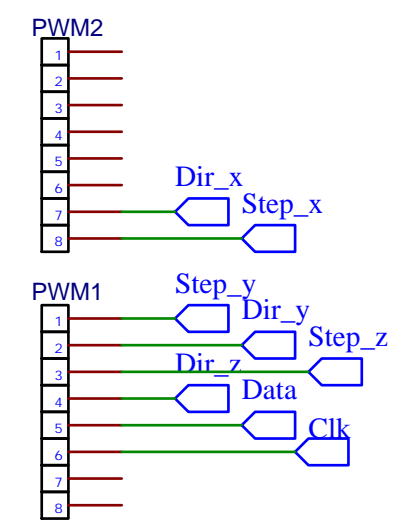 PWM2
1
2
3
4
5
6
Dir_x
7
Step_x
8
PWM1
Step_y
1
Dir_y
2
Step_z
3
Dir_z
4
Data
5
Clk
6
7
8